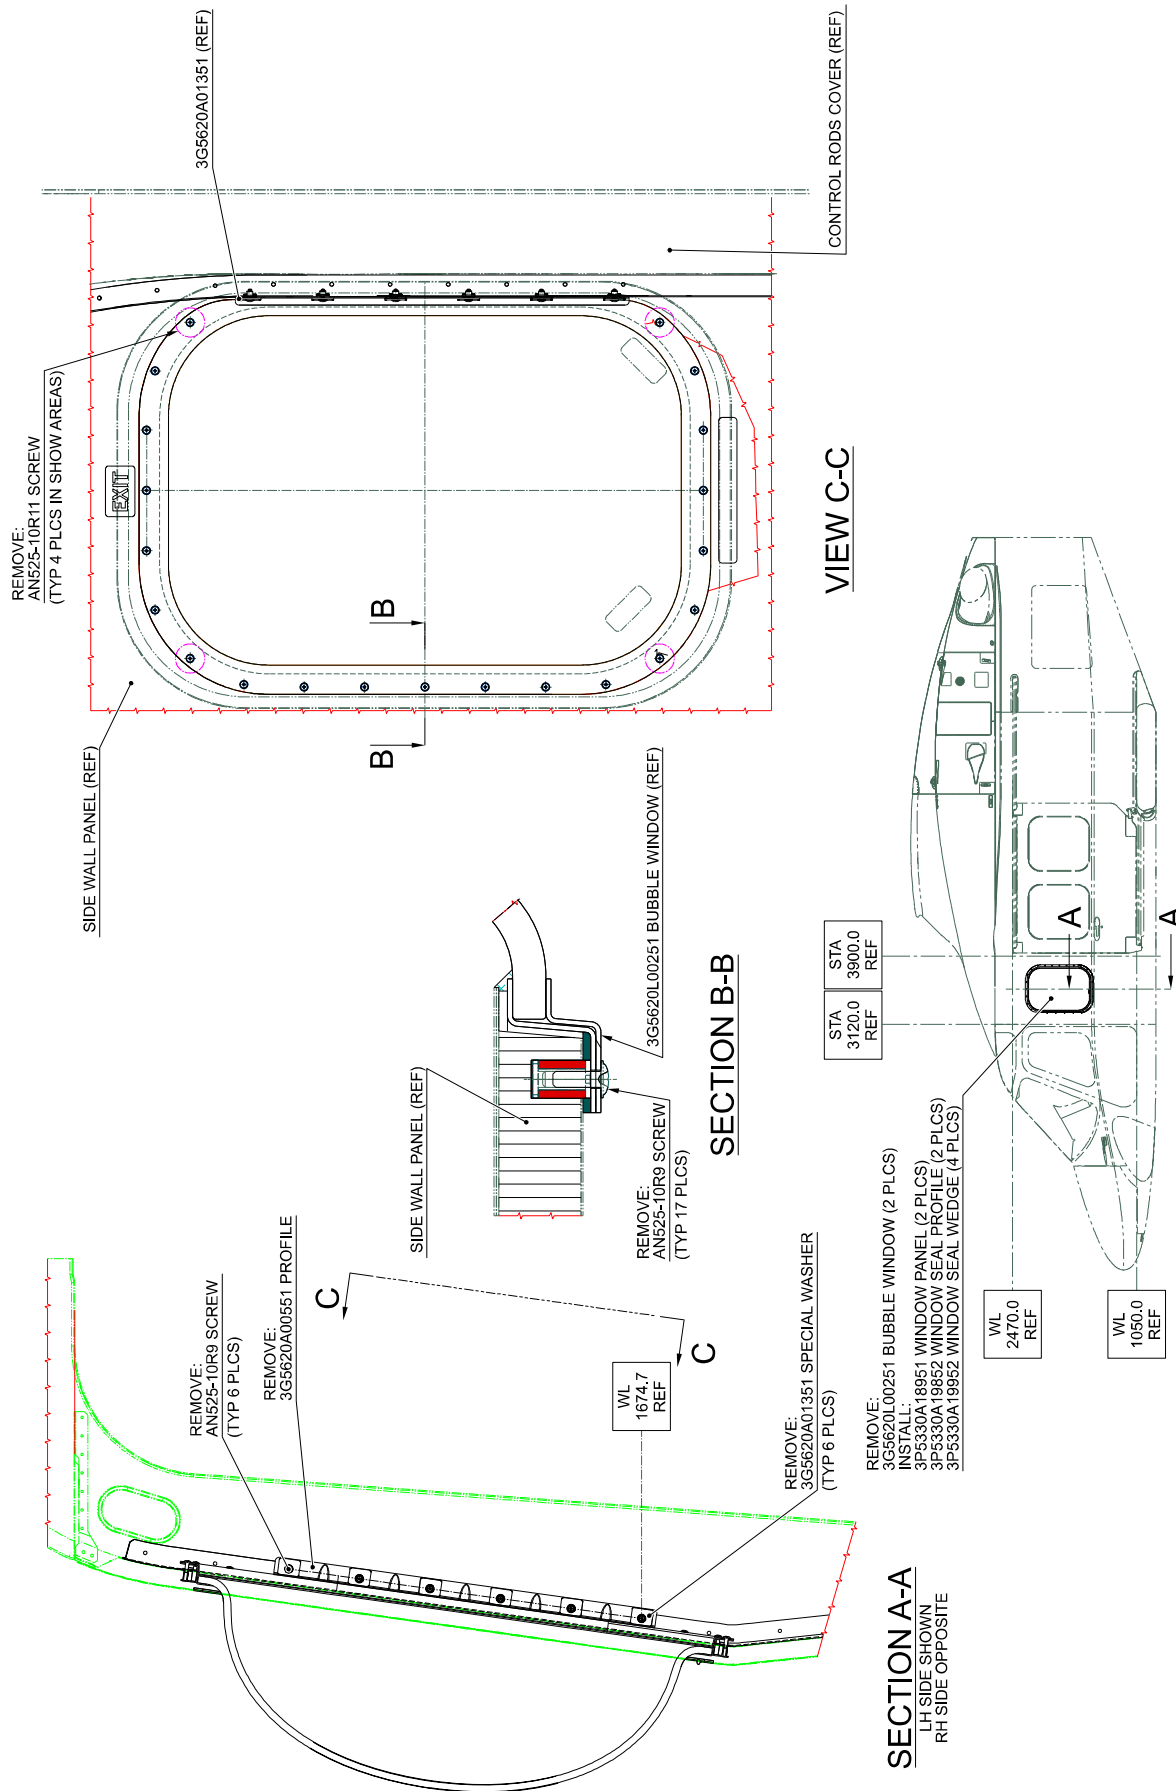 REMOVE:
AN525-10R11 SCREW
(TYP 4 PLCS IN SHOW AREAS)
3G5620A01351 (REF)
SIDE WALL PANEL (REF)
EXIT
CONTROL RODS COVER (REF)
B
B
VIEW C-C
SIDE WALL PANEL (REF)
3G5620L00251 BUBBLE WINDOW (REF)
REMOVE:
AN525-10R9 SCREW
(TYP 17 PLCS)
SECTION B-B
REMOVE:
AN525-10R9 SCREW
(TYP 6 PLCS)
REMOVE:
3G5620A00551 PROFILE
C
C
WL
1674.7
REF
REMOVE:
3G5620A01351 SPECIAL WASHER
(TYP 6 PLCS)
SECTION A-A
LH SIDE SHOWN
RH SIDE OPPOSITE
REMOVE:
3G5620L00251 BUBBLE WINDOW (2 PLCS)
INSTALL:
3P5330A18951 WINDOW PANEL (2 PLCS)
3P5330A19852 WINDOW SEAL PROFILE (2 PLCS)
3P5330A19952 WINDOW SEAL WEDGE (4 PLCS)
STA
3120.0
REF
STA
3900.0
REF
A
A
WL
2470.0
REF
WL
1050.0
REF